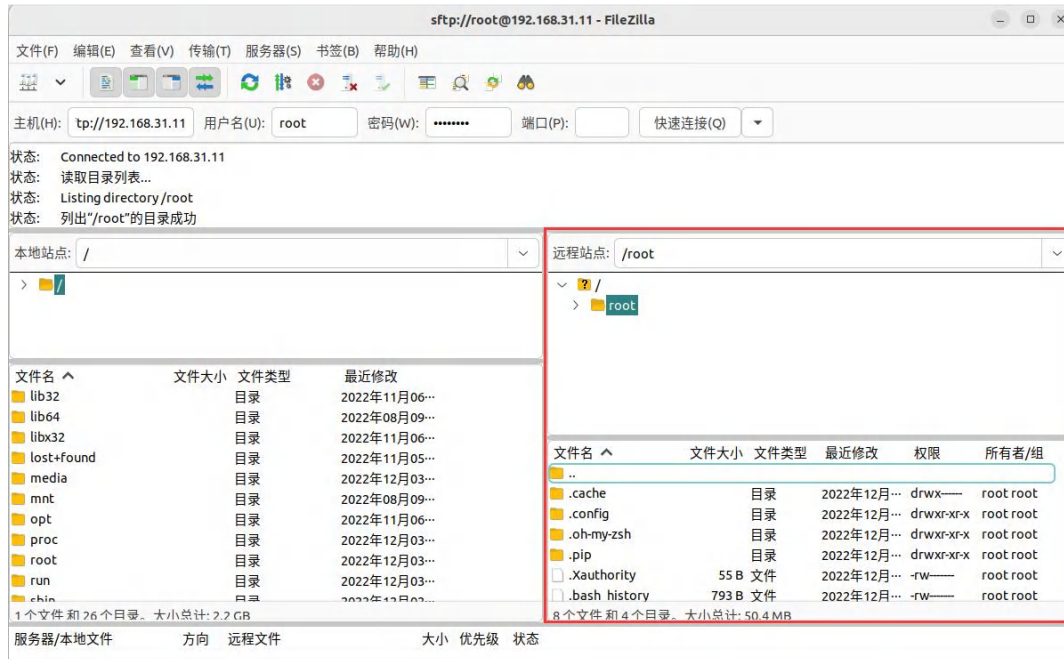 sftp://root@192.168.31.11 - FileZilla
文件(F) 编辑(E) 查看(V) 传输(T) 服务器(S) 书签(B) 帮助(H)
主机(H): tp://192.168.31.11 用户名(U): root 密码(W): •••••••• 端口(P): 快速连接(Q)
状态: Connected to 192.168.31.11
状态: 读取目录列表...
状态: Listing directory /root
状态: 列出"/root"的目录成功
本地站点: /
/
文件名 文件大小 文件类型 最近修改
lib32 目录 2022年11月06…
lib64 目录 2022年08月09…
libx32 目录 2022年11月06…
lost+found 目录 2022年11月05…
media 目录 2022年12月03…
mnt 目录 2022年08月09…
opt 目录 2022年11月06…
proc 目录 2022年12月03…
root 目录 2022年12月03…
run 目录 2022年12月03…
sbin 目录 2022年12月03…
1个文件 和 26个目录。大小总计: 2.2 GB
远程站点: /root
/
root
文件名 文件大小 文件类型 最近修改 权限 所有者/组
..
.cache 目录 2022年12月… drwx------ root root
.config 目录 2022年12月… drwxr-xr-x root root
.oh-my-zsh 目录 2022年12月… drwxr-xr-x root root
.pip 目录 2022年12月… drwxr-xr-x root root
.Xauthority 55 B 文件 2022年12月… -rw------- root root
.bash_history 793 B 文件 2022年12月… -rw------- root root
8个文件 和 4个目录。大小总计: 50.4 MB
服务器/本地文件 方向 远程文件 大小 优先级 状态